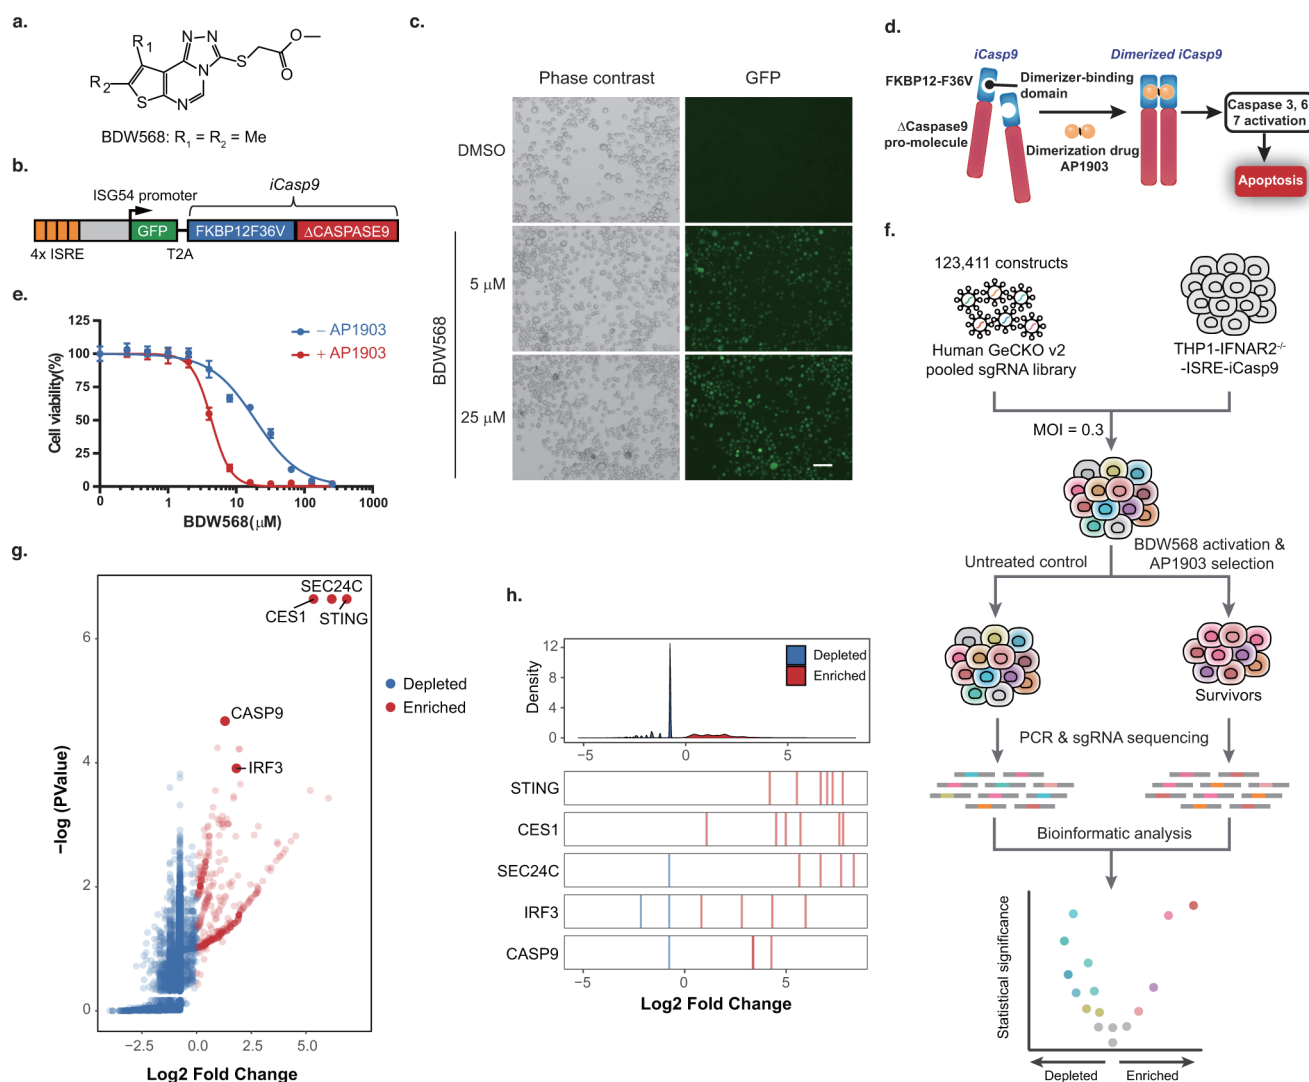 a.
N
N
R1
N
S
O
O
R2
S
N
BDW568: R1 = R2 = Me
b.
ISG54 promoter
iCasp9
GFP
FKBP12F36V
ΔCASPASE9
4x ISRE
T2A
c.
Phase contrast
GFP
DMSO
5 μM
25 μM
BDW568
d.
iCasp9
Dimerized iCasp9
FKBP12-F36V
Dimerizer-binding
domain
ΔCaspase9
pro-molecule
Dimerization drug
AP1903
Caspase 3, 6
7 activation
Apoptosis
e.
125
100
75
50
25
0
Cell viability(%)
− AP1903
+ AP1903
0
1
10
100
1000
BDW568(μM)
f.
123,411 constructs
Human GeCKO v2
pooled sgRNA library
THP1-IFNAR2-/-
-ISRE-iCasp9
MOI = 0.3
Untreated control
BDW568 activation &
AP1903 selection
Survivors
PCR & sgRNA sequencing
Bioinformatic analysis
Statistical significance
Depleted
Enriched
g.
SEC24C
CES1
STING
CASP9
IRF3
6
4
2
0
−log (PValue)
−2.5
0.0
2.5
5.0
Log2 Fold Change
Depleted
Enriched
h.
12
8
4
0
Density
Depleted
Enriched
−5
0
5
STING
CES1
SEC24C
IRF3
CASP9
−5
0
5
Log2 Fold Change